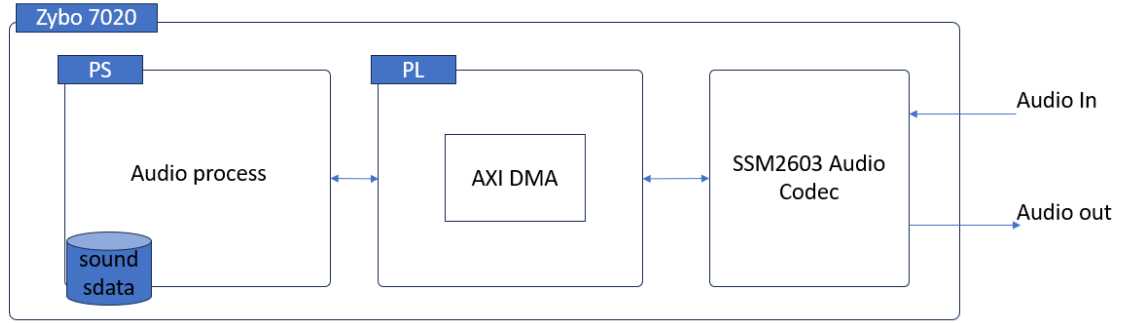 Zybo 7020
PS
PL
Audio process
AXI DMA
SSM2603 Audio
Codec
Audio In
Audio out
sound
sdata